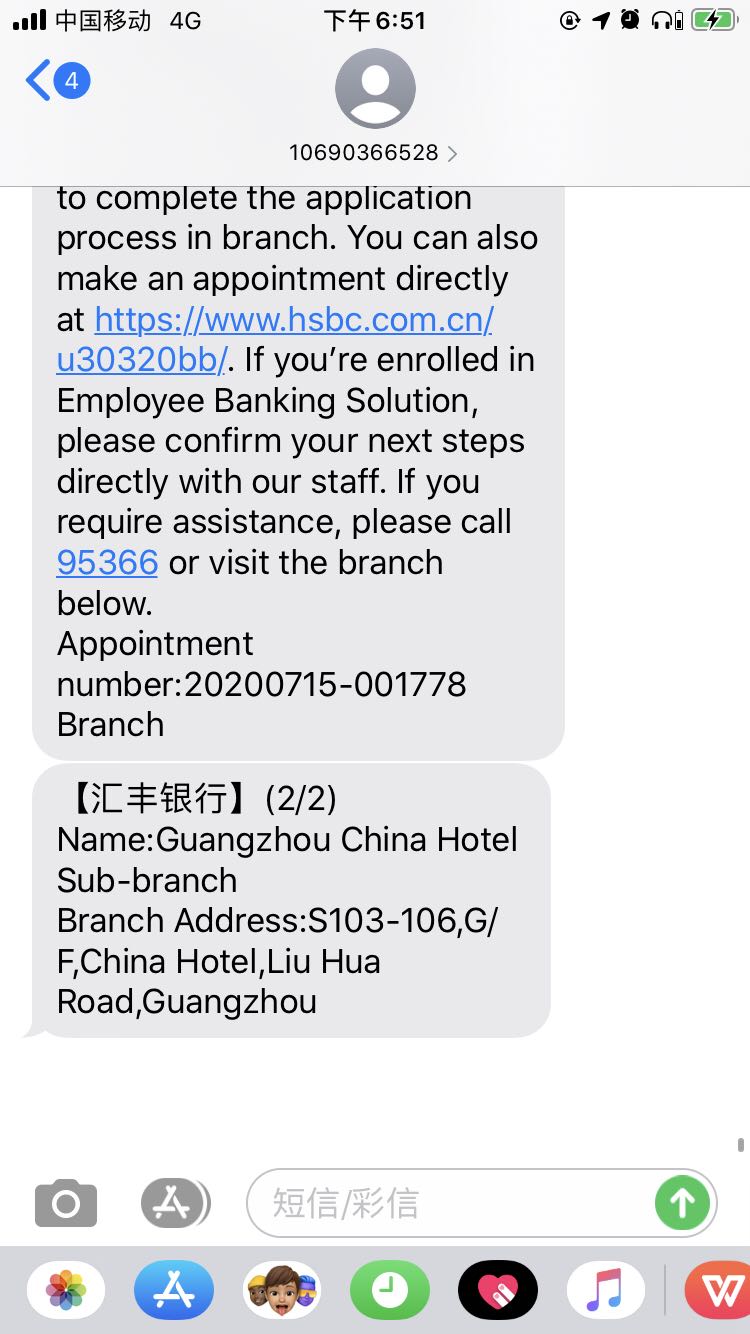 中国移动 4G 下午6:51
4
10690366528
to complete the application
process in branch. You can also
make an appointment directly
at https://www.hsbc.com.cn/
u30320bb/. If you’re enrolled in
Employee Banking Solution,
please confirm your next steps
directly with our staff. If you
require assistance, please call
95366 or visit the branch
below.
Appointment
number:20200715-001778
Branch
【汇丰银行】(2/2)
Name:Guangzhou China Hotel
Sub-branch
Branch Address:S103-106,G/
F,China Hotel,Liu Hua
Road,Guangzhou
短信/彩信